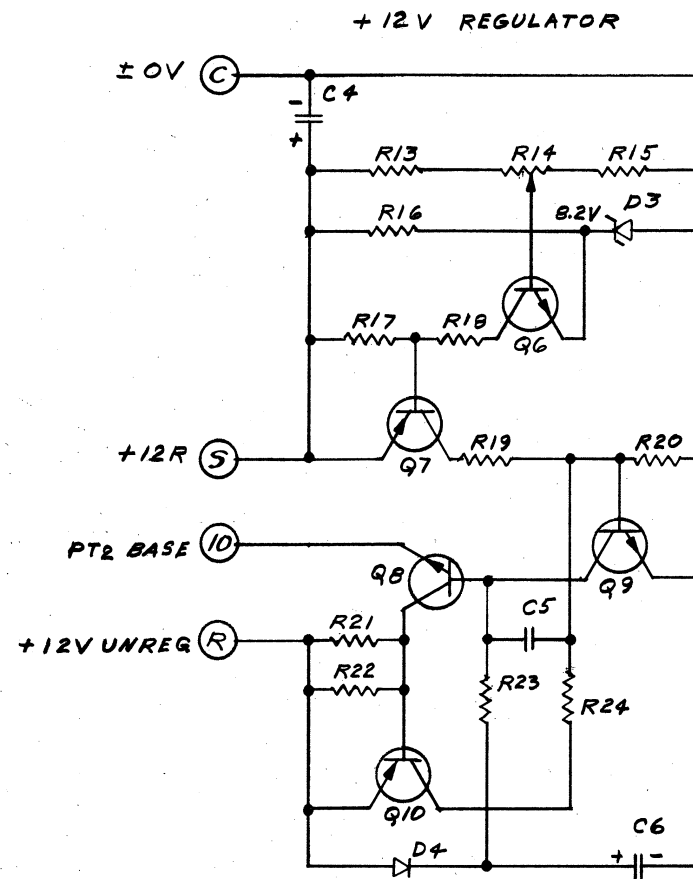 +12V REGULATOR
±0V C
- C4
+
R13 R14 R15
R16 8.2V D3
R17 R18
Q6
+12R S
Q7 R19 R20
PT2 BASE 10
Q8 Q9
C5
+12V UNREG R R21
R22 R23 R24
Q10
D4 + C6 -